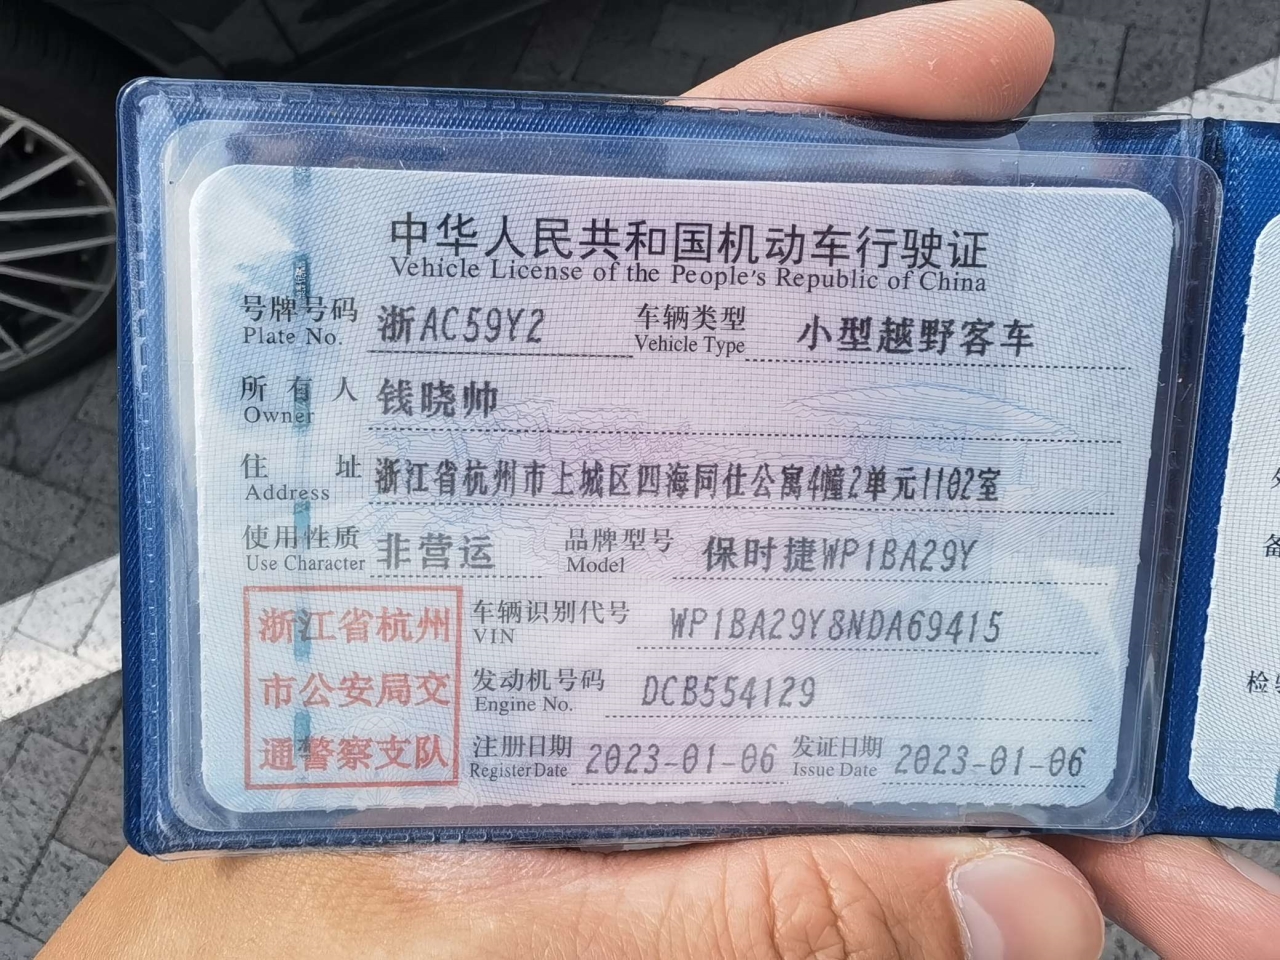 中华人民共和国机动车行驶证
Vehicle License of the People's Republic of China
号牌号码 浙AC59Y2 车辆类型 小型越野客车
Plate No. Vehicle Type
所有人 钱晓帅
Owner
住址 浙江省杭州市上城区四海同仕公寓4幢2单元1102室
Address
使用性质 非营运 品牌型号 保时捷WP1BA29Y
Use Character Model
浙江省杭州
市公安局交
通警察支队
车辆识别代号 WP1BA29Y8NDA69415
VIN
发动机号码 DCB554129
Engine No.
注册日期 2023-01-06 发证日期 2023-01-06
Register Date Issue Date
备
检